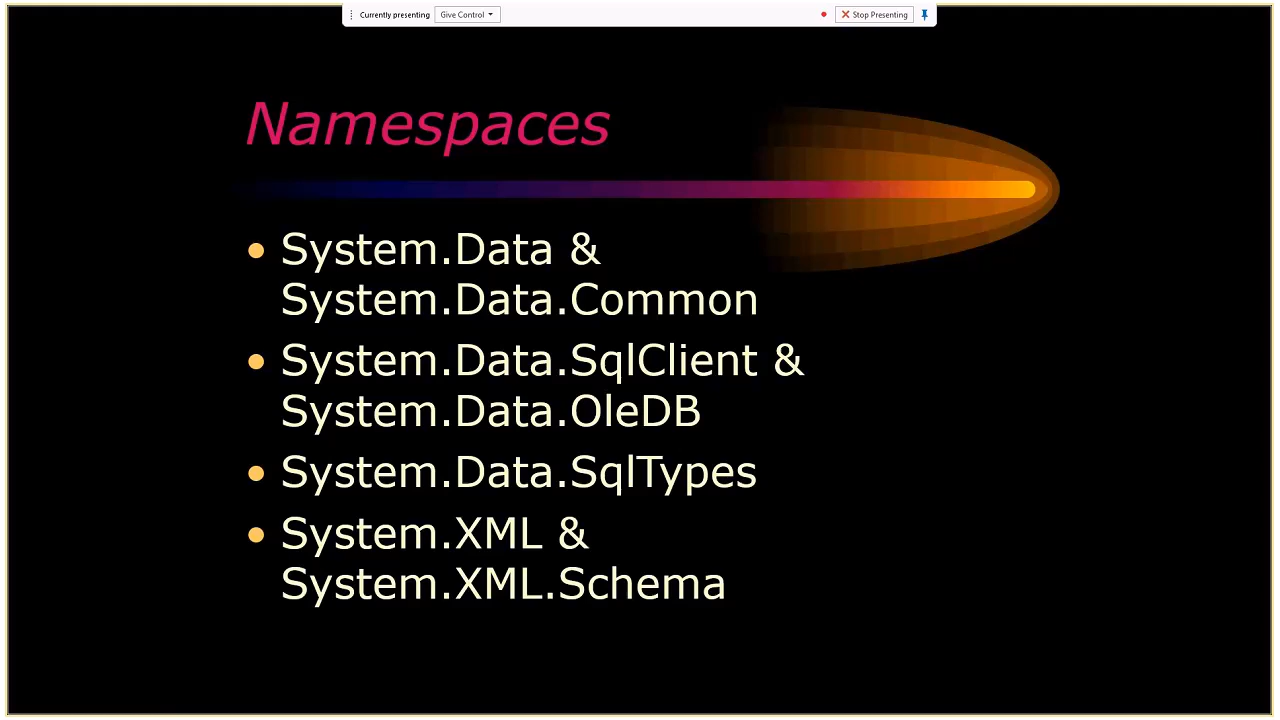 Currently presenting Give Control Stop Presenting
Namespaces
• System.Data &
System.Data.Common
• System.Data.SqlClient &
System.Data.OleDB
• System.Data.SqlTypes
• System.XML &
System.XML.Schema